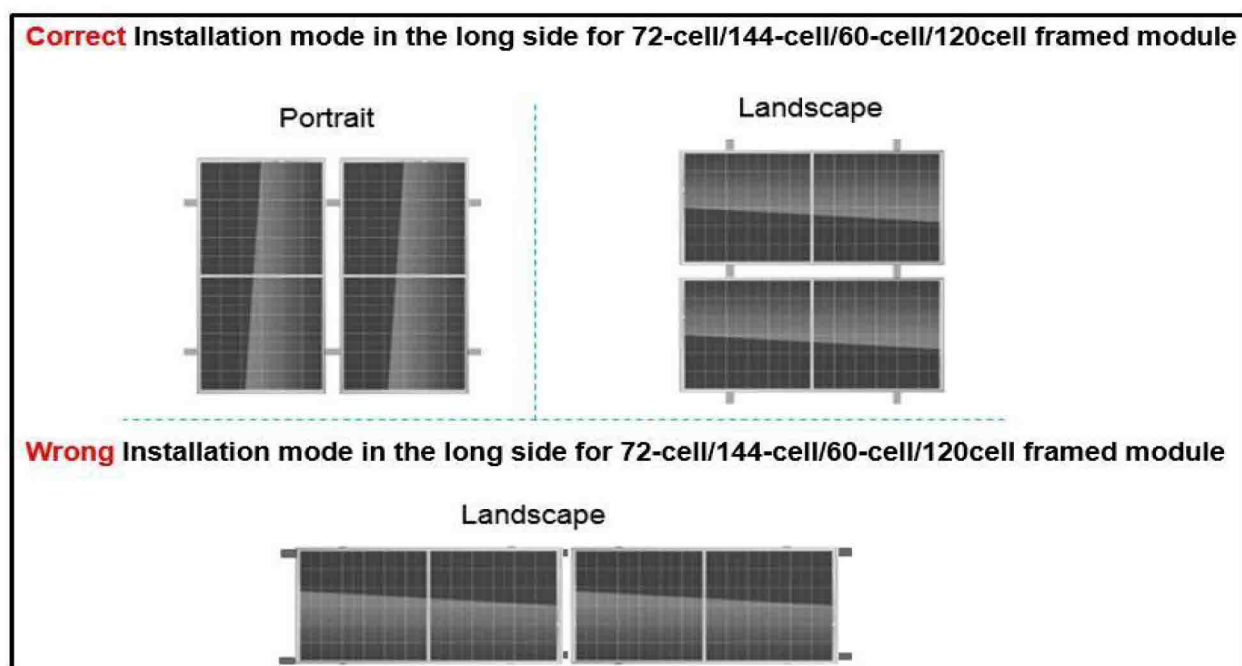 Correct Installation mode in the long side for 72-cell/144-cell/60-cell/120cell framed module
Portrait
Landscape
Wrong Installation mode in the long side for 72-cell/144-cell/60-cell/120cell framed module
Landscape